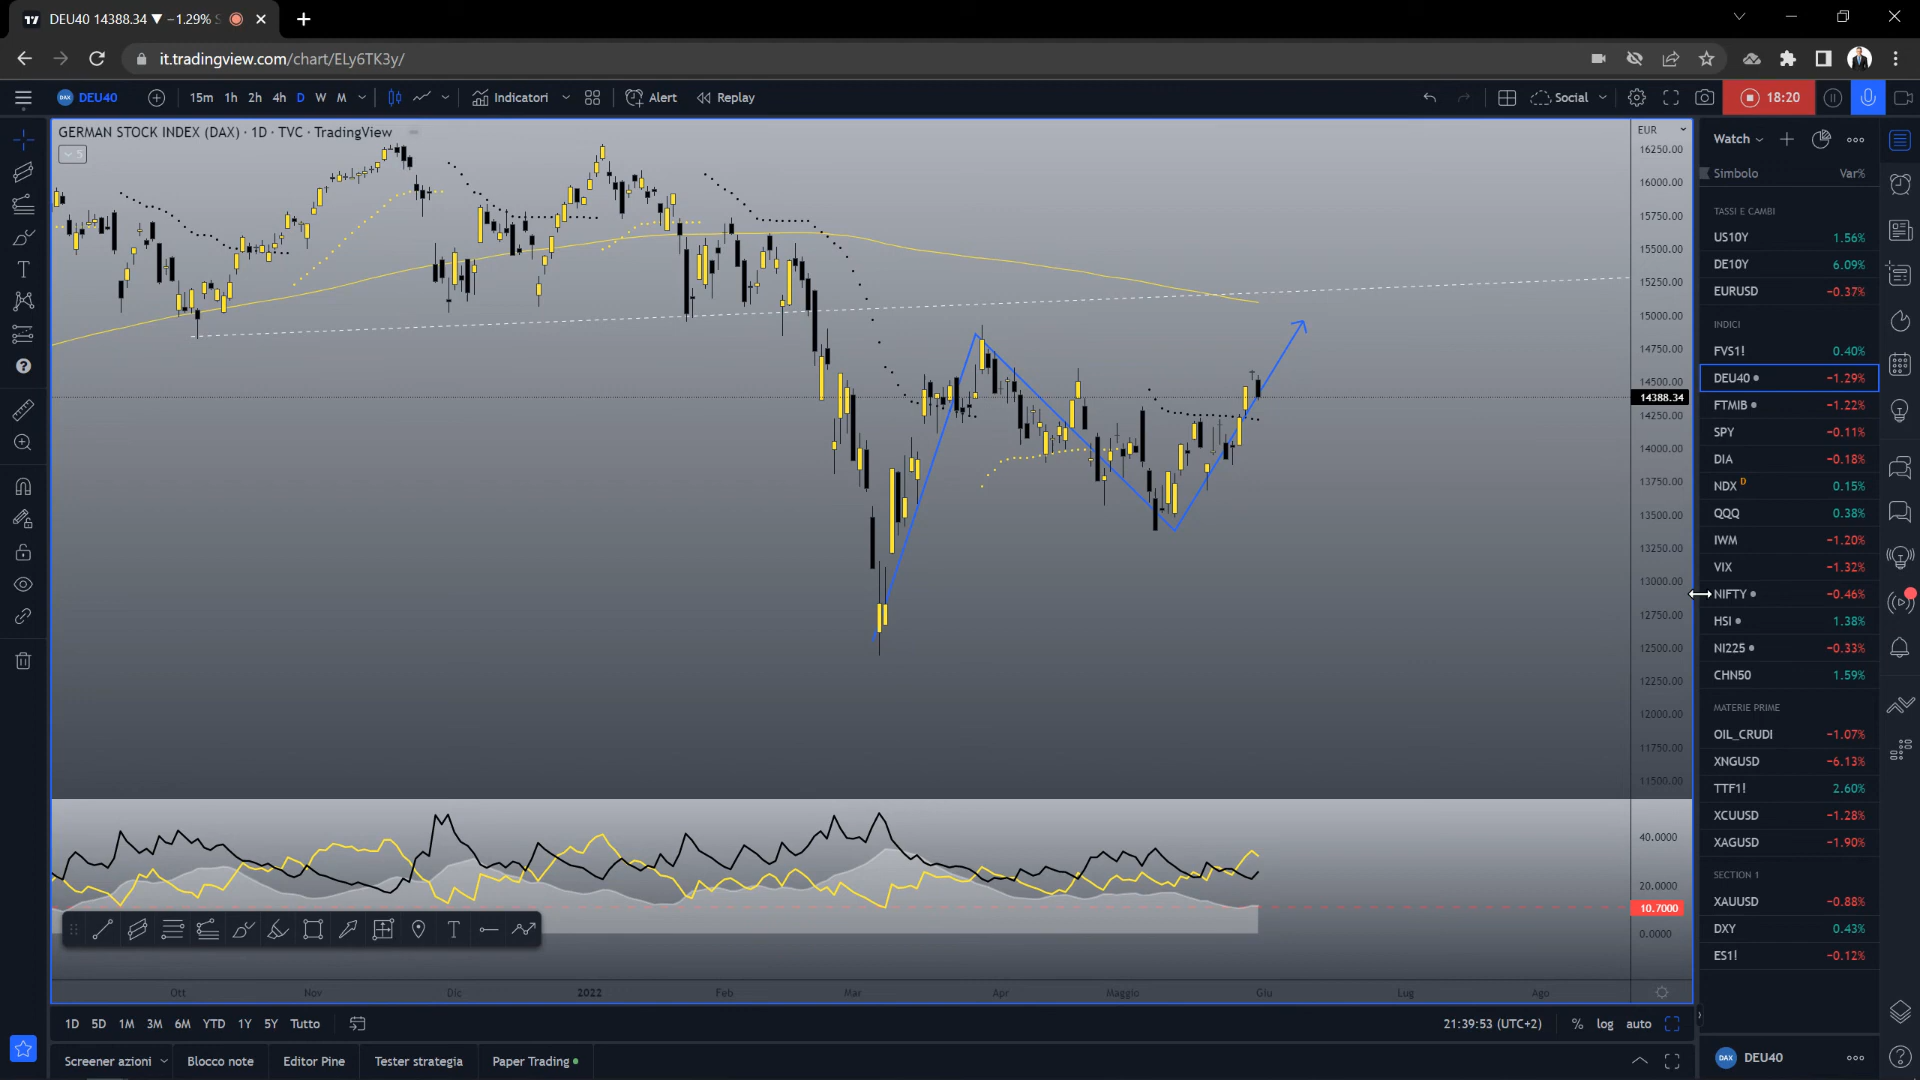 DEU40 14388.34 ▼ −1.29% S
it.tradingview.com/chart/ELy6TK3y/
DAX DEU40 15m 1h 2h 4h D W M Indicatori Alert Replay Social 18:20
GERMAN STOCK INDEX (DAX) · 1D · TVC · TradingView
5
EUR
16250.00
16000.00
15750.00
15500.00
15250.00
15000.00
14750.00
14500.00
14388.34
14250.00
14000.00
13750.00
13500.00
13250.00
13000.00
12750.00
12500.00
12250.00
12000.00
11750.00
11500.00
40.0000
20.0000
10.7000
0.0000
Ott Nov Dic 2022 Feb Mar Apr Maggio Giu Lug Ago
1D 5D 1M 3M 6M YTD 1Y 5Y Tutto
21:39:53 (UTC+2) % log auto
Screener azioni Blocco note Editor Pine Tester strategia Paper Trading
Watch
Simbolo Var%
TASSI E CAMBI
US10Y 1.56%
DE10Y 6.09%
EURUSD −0.37%
INDICI
FVS1! 0.40%
DEU40 −1.29%
FTMIB −1.22%
SPY −0.11%
DIA −0.18%
NDX D 0.15%
QQQ 0.38%
IWM −1.20%
VIX −1.32%
NIFTY −0.46%
HSI 1.38%
NI225 −0.33%
CHN50 1.59%
MATERIE PRIME
OIL_CRUDI −1.07%
XNGUSD −6.13%
TTF1! 2.60%
XCUUSD −1.28%
XAGUSD −1.90%
SECTION 1
XAUUSD −0.88%
DXY 0.43%
ES1! −0.12%
DAX DEU40